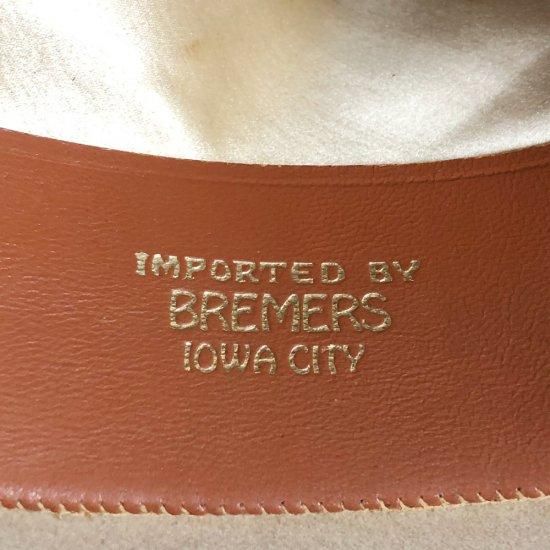 IMPORTED BY
BREMERS
IOWA CITY